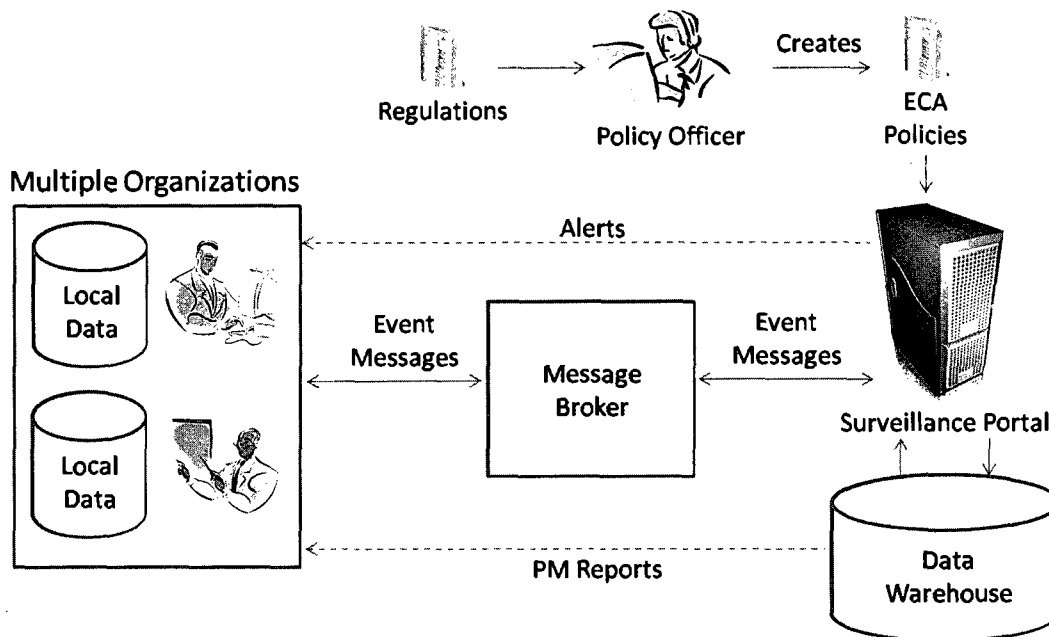 Creates
Regulations
Policy Officer
ECA
Policies
Multiple Organizations
Alerts
Local
Data
Event
Messages
Message
Broker
Event
Messages
Surveillance Portal
Local
Data
PM Reports
Data
Warehouse